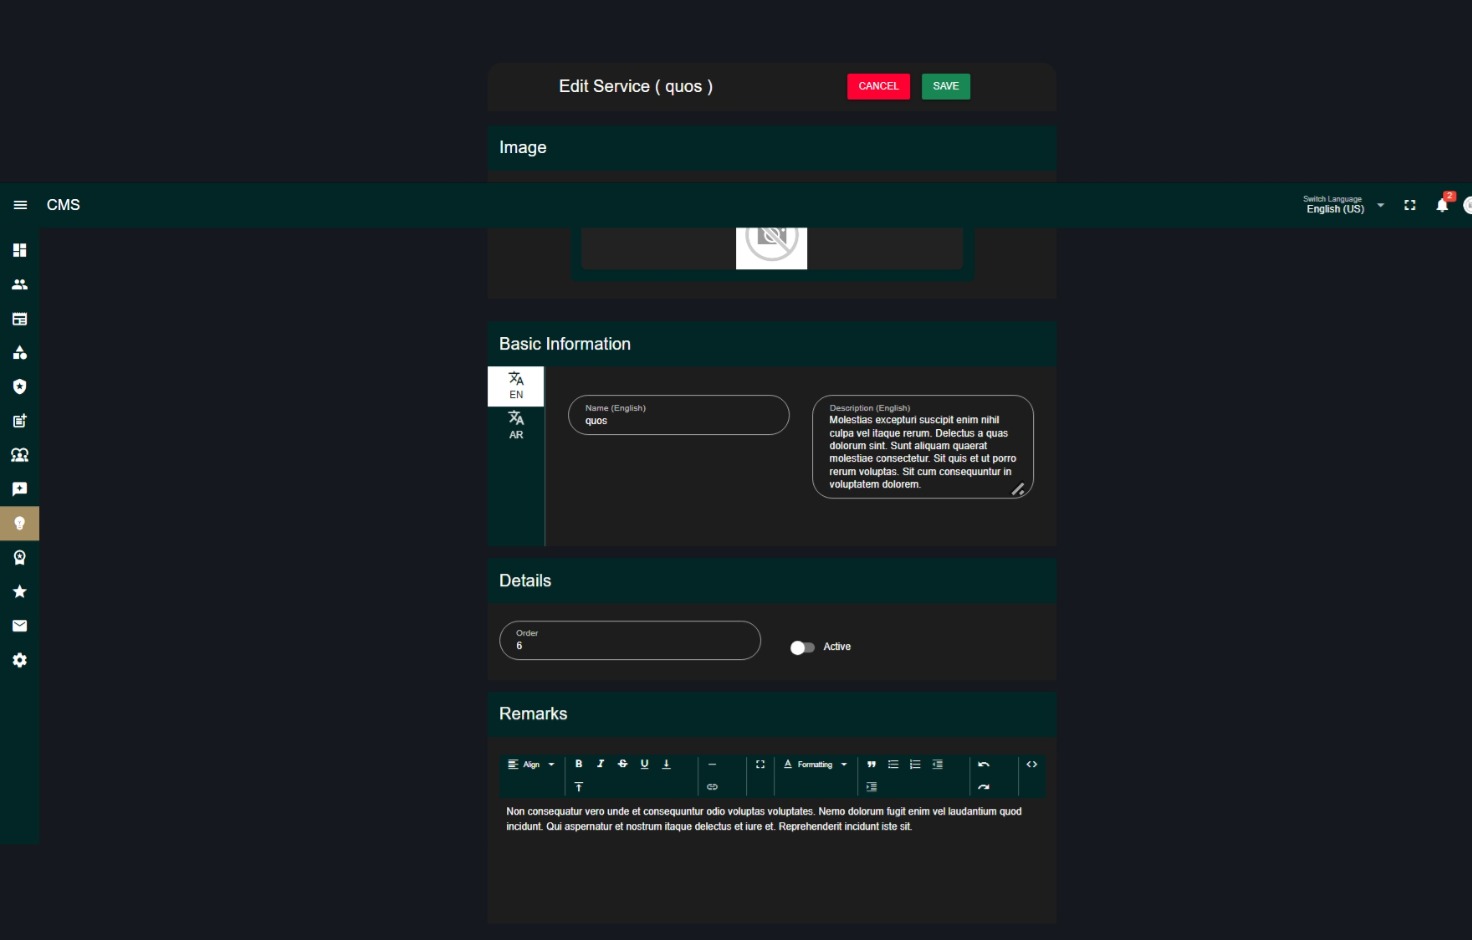 Edit Service ( quos )
CANCEL
SAVE
Image
CMS
Switch Language
English (US)
2
Basic Information
EN
AR
Name (English)
quos
Description (English)
Molestias excepturi suscipit enim nihil
culpa vel itaque rerum. Delectus a quas
dolorum sint. Sunt aliquam quaerat
molestiae consectetur. Sit quis et ut porro
rerum voluptas. Sit cum consequuntur in
voluptatem dolorem.
Details
Order
6
Active
Remarks
Align
Formatting
Non consequatur vero unde et consequuntur odio voluptas voluptates. Nemo dolorum fugit enim vel laudantium quod
incidunt. Qui aspernatur et nostrum itaque delectus et iure et. Reprehenderit incidunt iste sit.